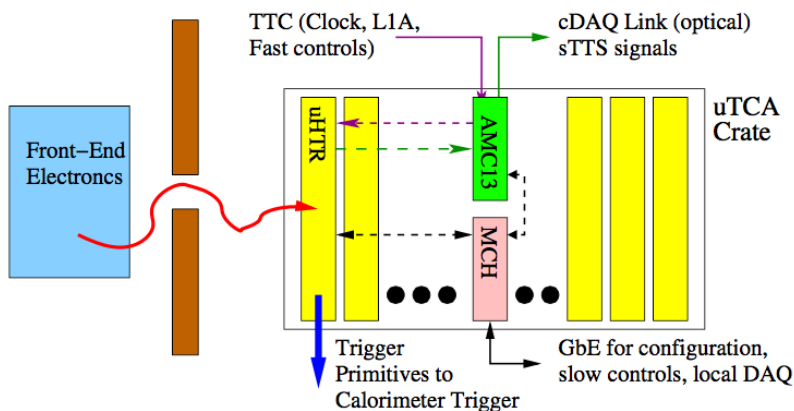 TTC (Clock, L1A,
Fast controls)
cDAQ Link (optical)
sTTS signals
uTCA
Crate
Front-End
Electroncs
uHTR
AMC13
MCH
Trigger
Primitives to
Calorimeter Trigger
GbE for configuration,
slow controls, local DAQ